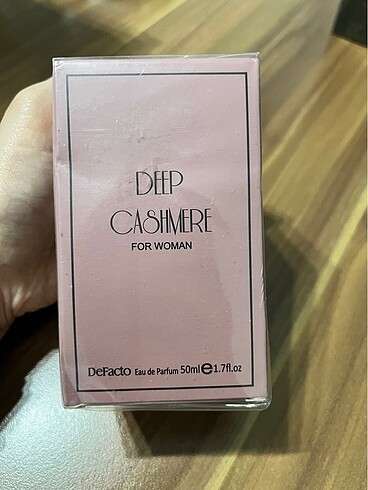 DEEP
CASHMERE
FOR WOMAN
DeFacto Eau de Parfum 50ml℮1.7fl.oz